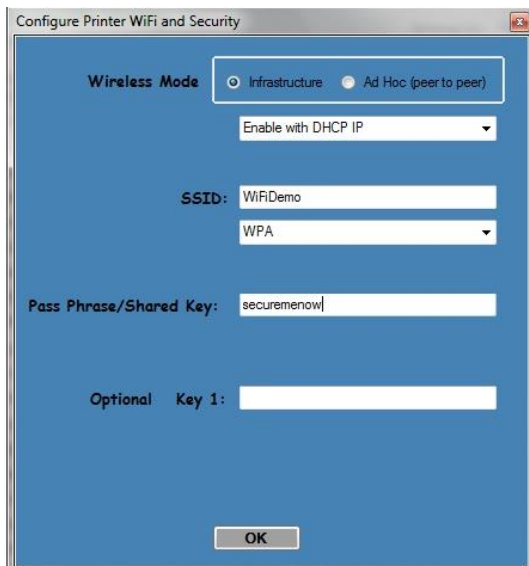 Configure Printer WiFi and Security
Wireless Mode Infrastructure Ad Hoc (peer to peer)
Enable with DHCP IP
SSID: WiFiDemo
WPA
Pass Phrase/Shared Key: securemenow
Optional Key 1:
OK